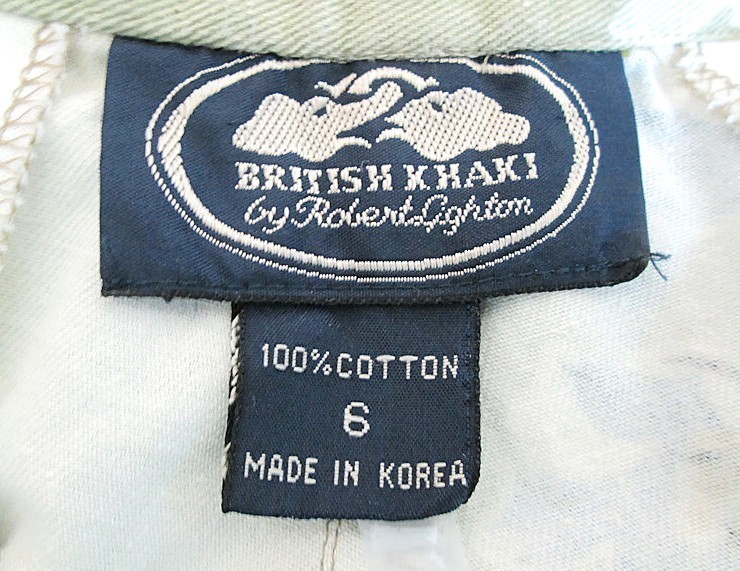 BRITISH KHAKI
by Robert Lighton
100% COTTON
6
MADE IN KOREA